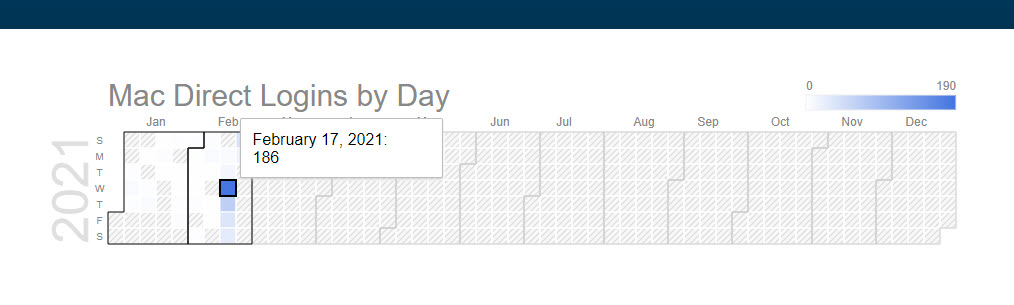 Mac Direct Logins by Day
0 190
Jan Feb Jun Jul Aug Sep Oct Nov Dec
2021
S
M
T
W
T
F
S
February 17, 2021:
186